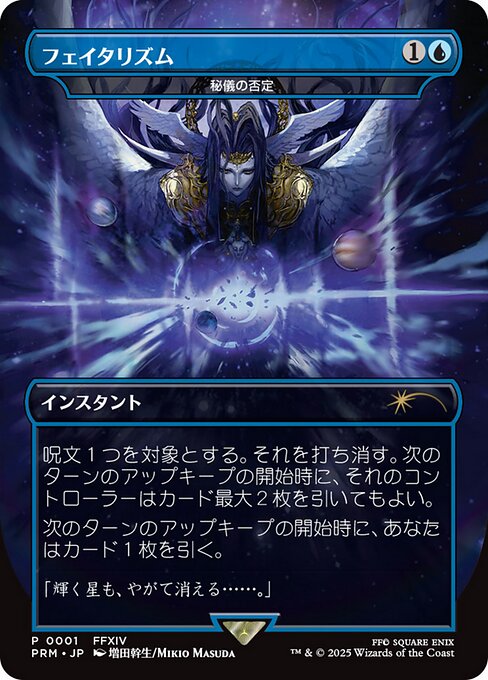 フェイタリズム 1
秘儀の否定
インスタント
呪文1つを対象とする。それを打ち消す。次の
ターンのアップキープの開始時に、それのコント
ローラーはカード最大2枚を引いてもよい。
次のターンのアップキープの開始時に、あなた
はカード1枚を引く。
「輝く星も、やがて消える……。」
P 0001 FFXIV
PRM • JP 増田幹生/Mikio Masuda
FF© SQUARE ENIX
™ & © 2025 Wizards of the Coast